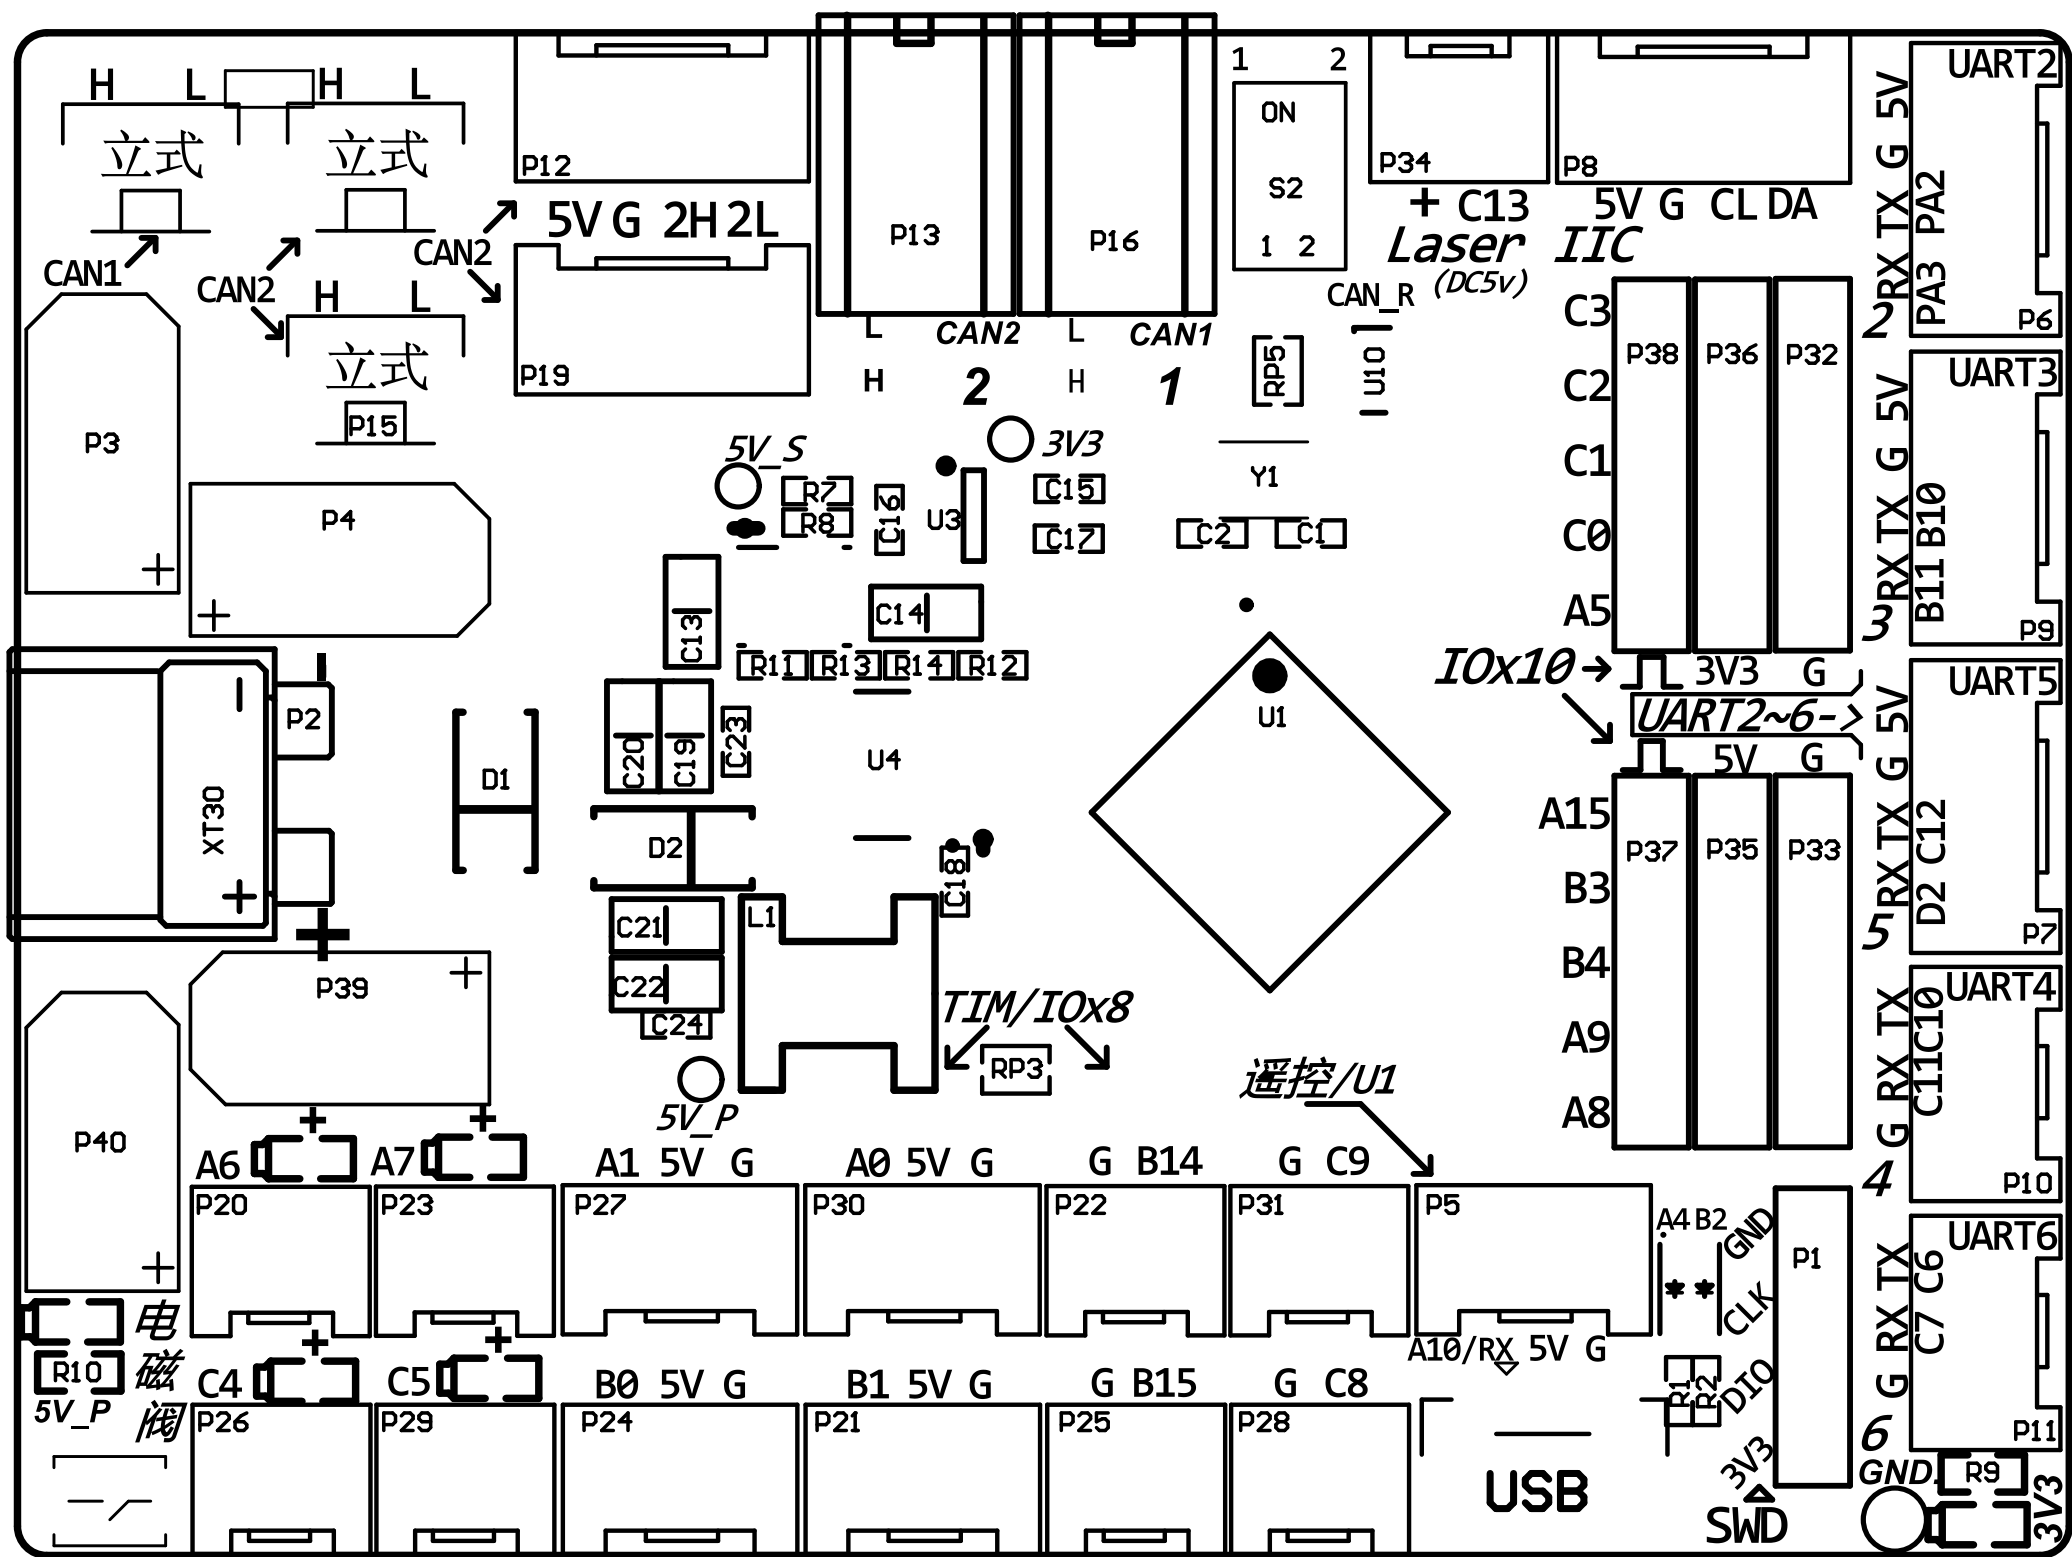 H L H L
立式 立式
CAN1
CAN2
CAN2
H L
立式
P15
P3
P4
+
+
P12
5V G 2H 2L
P19
P13
P16
L CAN2
H 2
L CAN1
H 1
1 2
ON
S2
1 2
CAN_R
P34
+ C13
Laser
(DC5v)
P8
5V G CL DA
IIC
RP5
U10
5V_S
3V3
R7
R8
C16
U3
C15
C17
Y1
C2
C1
C13
C14
R11
R13
R14
R12
C20
C19
C23
U4
U1
D1
D2
C18
C21
C22
C24
L1
5V_P
XT30
-
+
P2
-
+
P39
+
P40
+
TIM/IOx8
RP3
遥控/U1
C3
C2
C1
C0
A5
P38
P36
P32
IOx10
3V3 G
UART2~6->
5V G
A15
B3
B4
A9
A8
P37
P35
P33
UART2
RX TX G 5V
PA3 PA2
P6
2
UART3
RX TX G 5V
B11 B10
P9
3
UART5
RX TX G 5V
D2 C12
P7
5
UART4
G RX TX
C11C10
P10
4
UART6
G RX TX
C7 C6
P11
6
A6 +
A7 +
A1 5V G
A0 5V G
G B14
G C9
P20
P23
P27
P30
P22
P31
P5
A4 B2
* *
GND
CLK
DIO
3V3
P1
SWD
A10/RX 5V G
R1
R2
C4 +
C5 +
B0 5V G
B1 5V G
G B15
G C8
P26
P29
P24
P21
P25
P28
USB
电
磁
阀
R10
5V_P
GND.
R9
3V3